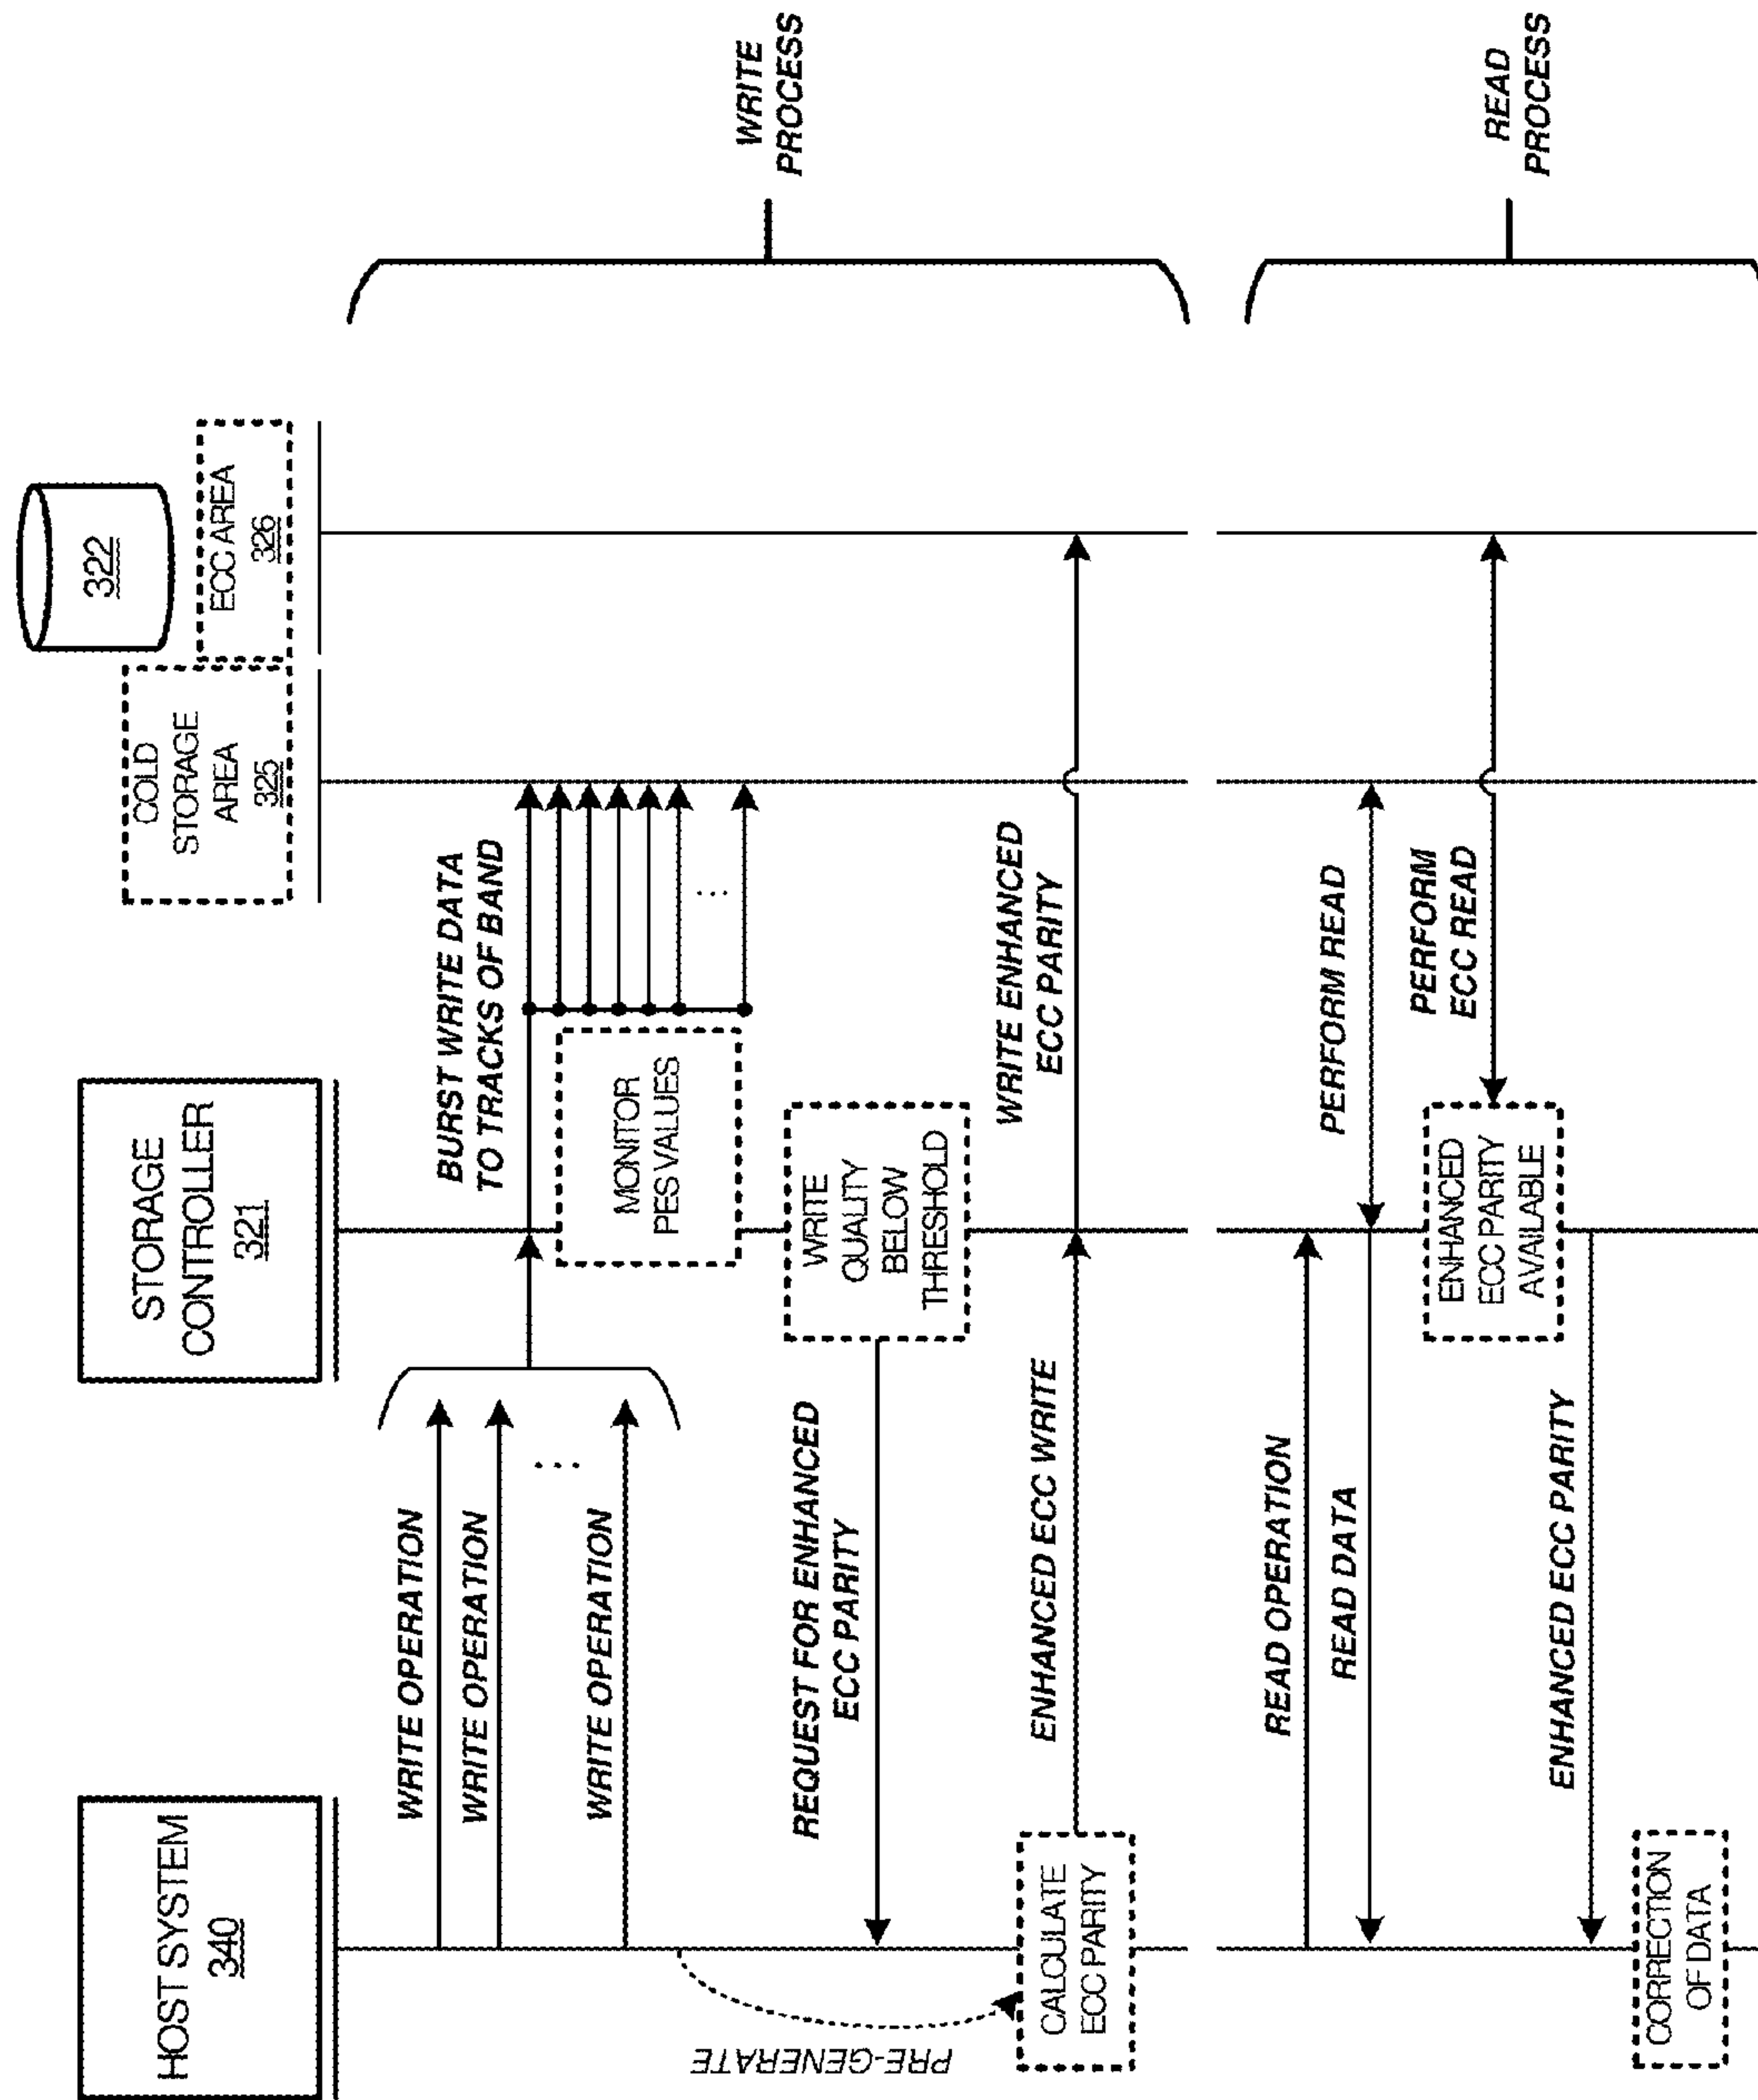 HOST SYSTEM
340
STORAGE
CONTROLLER
321
COLD
STORAGE
AREA
325
322
ECC AREA
326
WRITE OPERATION
WRITE OPERATION
...
WRITE OPERATION
BURST WRITE DATA
TO TRACKS OF BAND
...
MONITOR
PES VALUES
WRITE
QUALITY
BELOW
THRESHOLD
REQUEST FOR ENHANCED
ECC PARITY
PRE-GENERATE
CALCULATE
ECC PARITY
ENHANCED ECC WRITE
WRITE ENHANCED
ECC PARITY
WRITE
PROCESS
READ OPERATION
READ DATA
PERFORM READ
PERFORM
ECC READ
ENHANCED
ECC PARITY
AVAILABLE
ENHANCED ECC PARITY
CORRECTION
OF DATA
READ
PROCESS